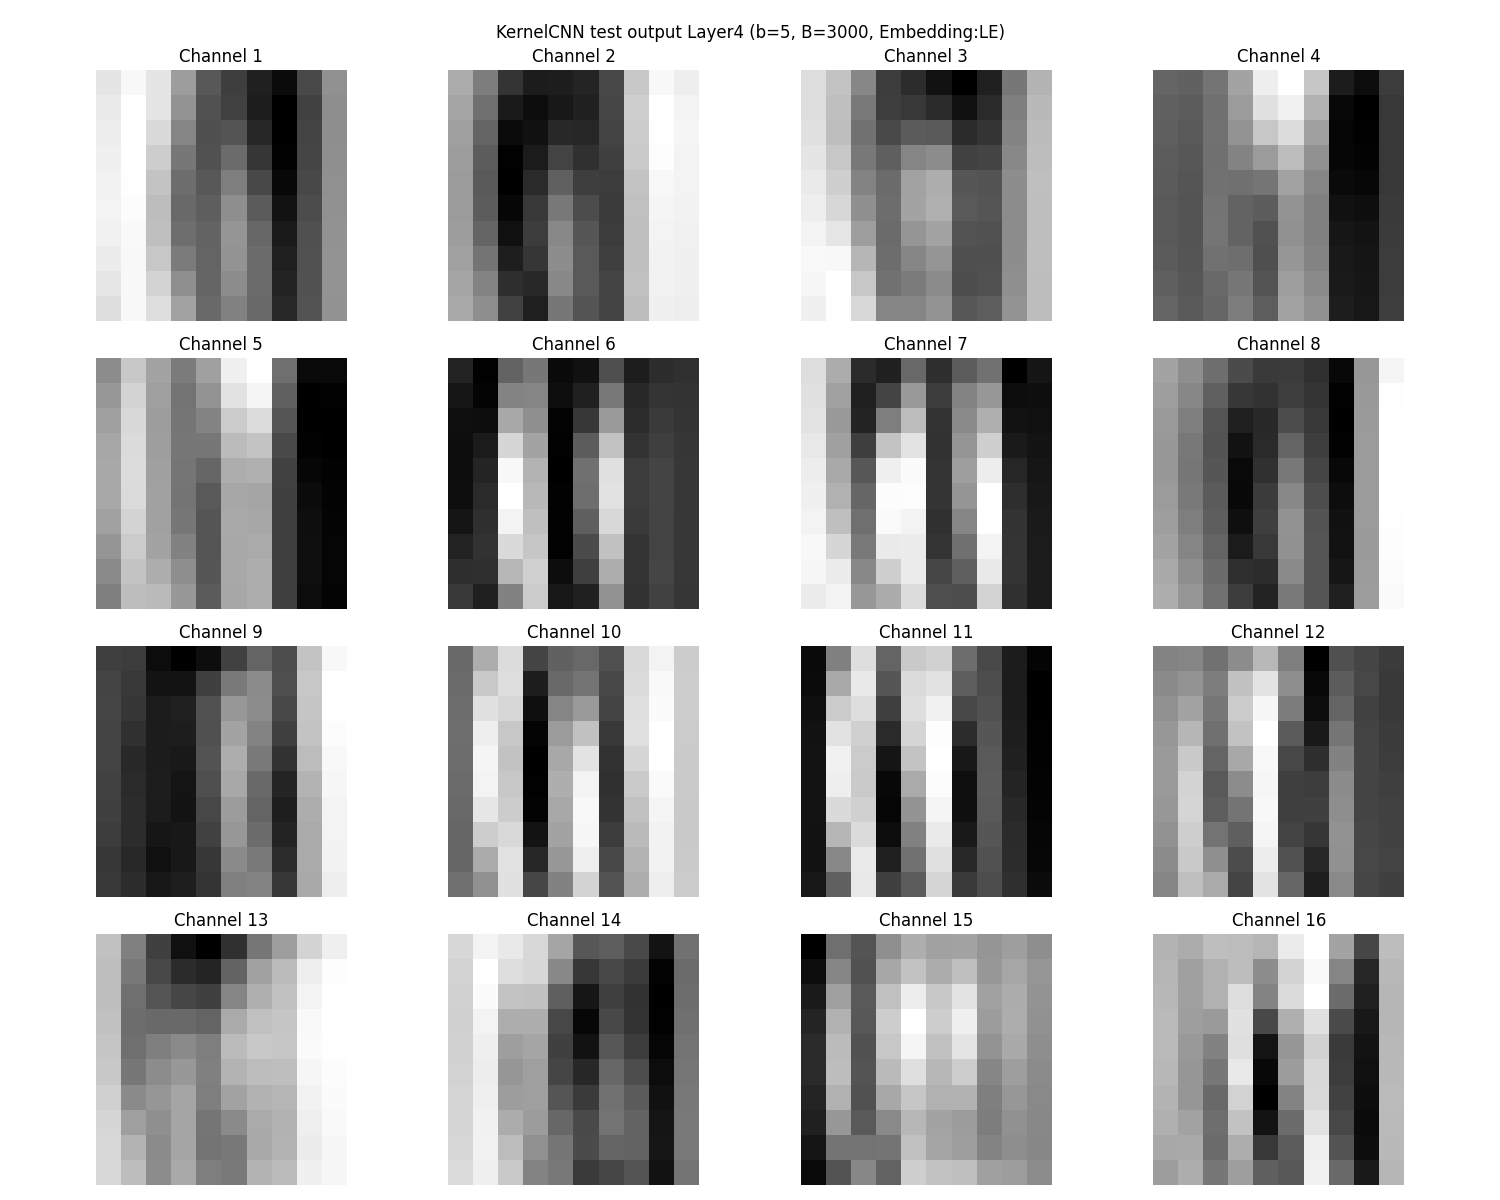 KernelCNN test output Layer4 (b=5, B=3000, Embedding:LE)
Channel 1 Channel 2 Channel 3 Channel 4
Channel 5 Channel 6 Channel 7 Channel 8
Channel 9 Channel 10 Channel 11 Channel 12
Channel 13 Channel 14 Channel 15 Channel 16